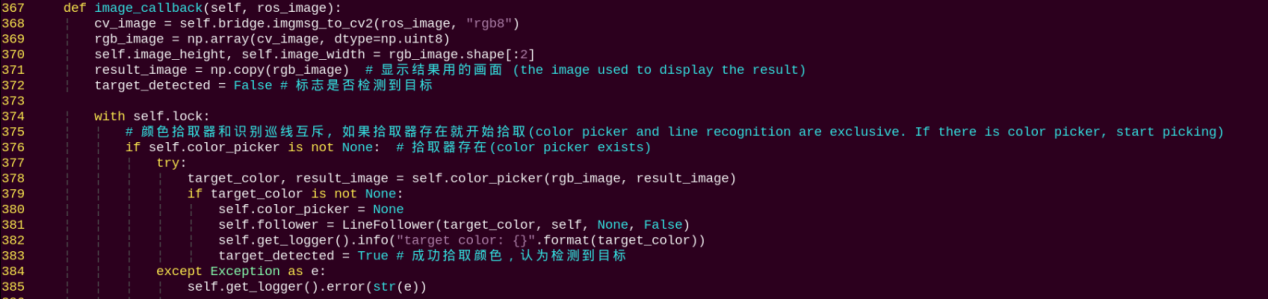 367     def image_callback(self, ros_image):
368         cv_image = self.bridge.imgmsg_to_cv2(ros_image, "rgb8")
369         rgb_image = np.array(cv_image, dtype=np.uint8)
370         self.image_height, self.image_width = rgb_image.shape[:2]
371         result_image = np.copy(rgb_image)  # 显示结果用的画面 (the image used to display the result)
372         target_detected = False # 标志是否检测到目标
373
374         with self.lock:
375             # 颜色拾取器和识别巡线互斥, 如果拾取器存在就开始拾取(color picker and line recognition are exclusive. If there is color picker, start picking)
376             if self.color_picker is not None:  # 拾取器存在(color picker exists)
377                 try:
378                     target_color, result_image = self.color_picker(rgb_image, result_image)
379                     if target_color is not None:
380                         self.color_picker = None
381                         self.follower = LineFollower(target_color, self, None, False)
382                         self.get_logger().info("target color: {}".format(target_color))
383                         target_detected = True # 成功拾取颜色，认为检测到目标
384                 except Exception as e:
385                     self.get_logger().error(str(e))